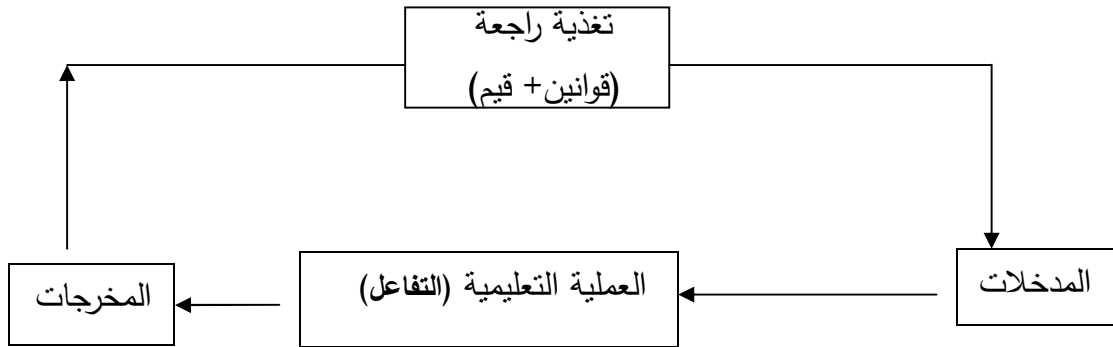 تغذية راجعة
(قوانين+ قيم)
المدخلات
العملية التعليمية (التفاعل)
المخرجات